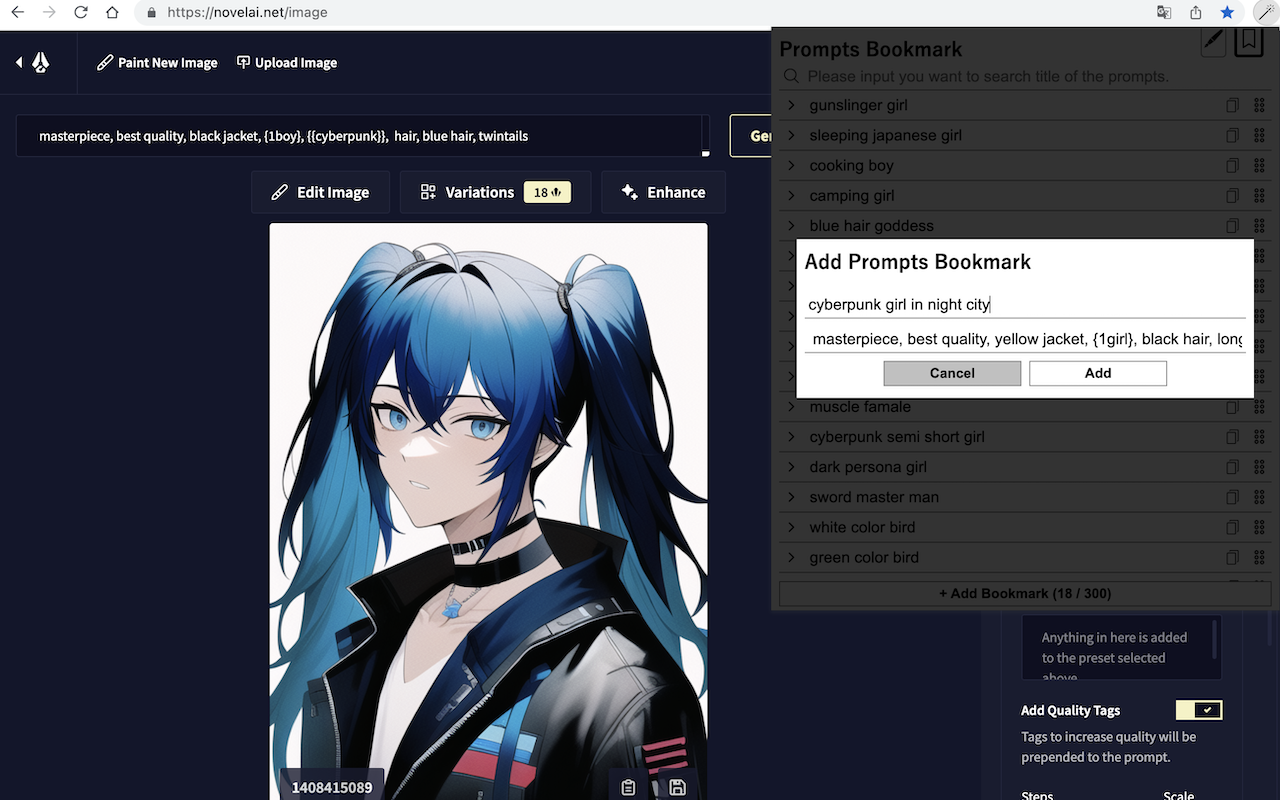 https://novelai.net/image
Paint New Image
Upload Image
masterpiece, best quality, black jacket, {1boy}, {{cyberpunk}},  hair, blue hair, twintails
Ge
Edit Image
Variations
18
Enhance
1408415089
Prompts Bookmark
Please input you want to search title of the prompts.
gunslinger girl
sleeping japanese girl
cooking boy
camping girl
blue hair goddess
Add Prompts Bookmark
cyberpunk girl in night city
masterpiece, best quality, yellow jacket, {1girl}, black hair, long
Cancel
Add
muscle famale
cyberpunk semi short girl
dark persona girl
sword master man
white color bird
green color bird
+ Add Bookmark (18 / 300)
Anything in here is added
to the preset selected
above
Add Quality Tags
Tags to increase quality will be
prepended to the prompt.
Steps
Scale